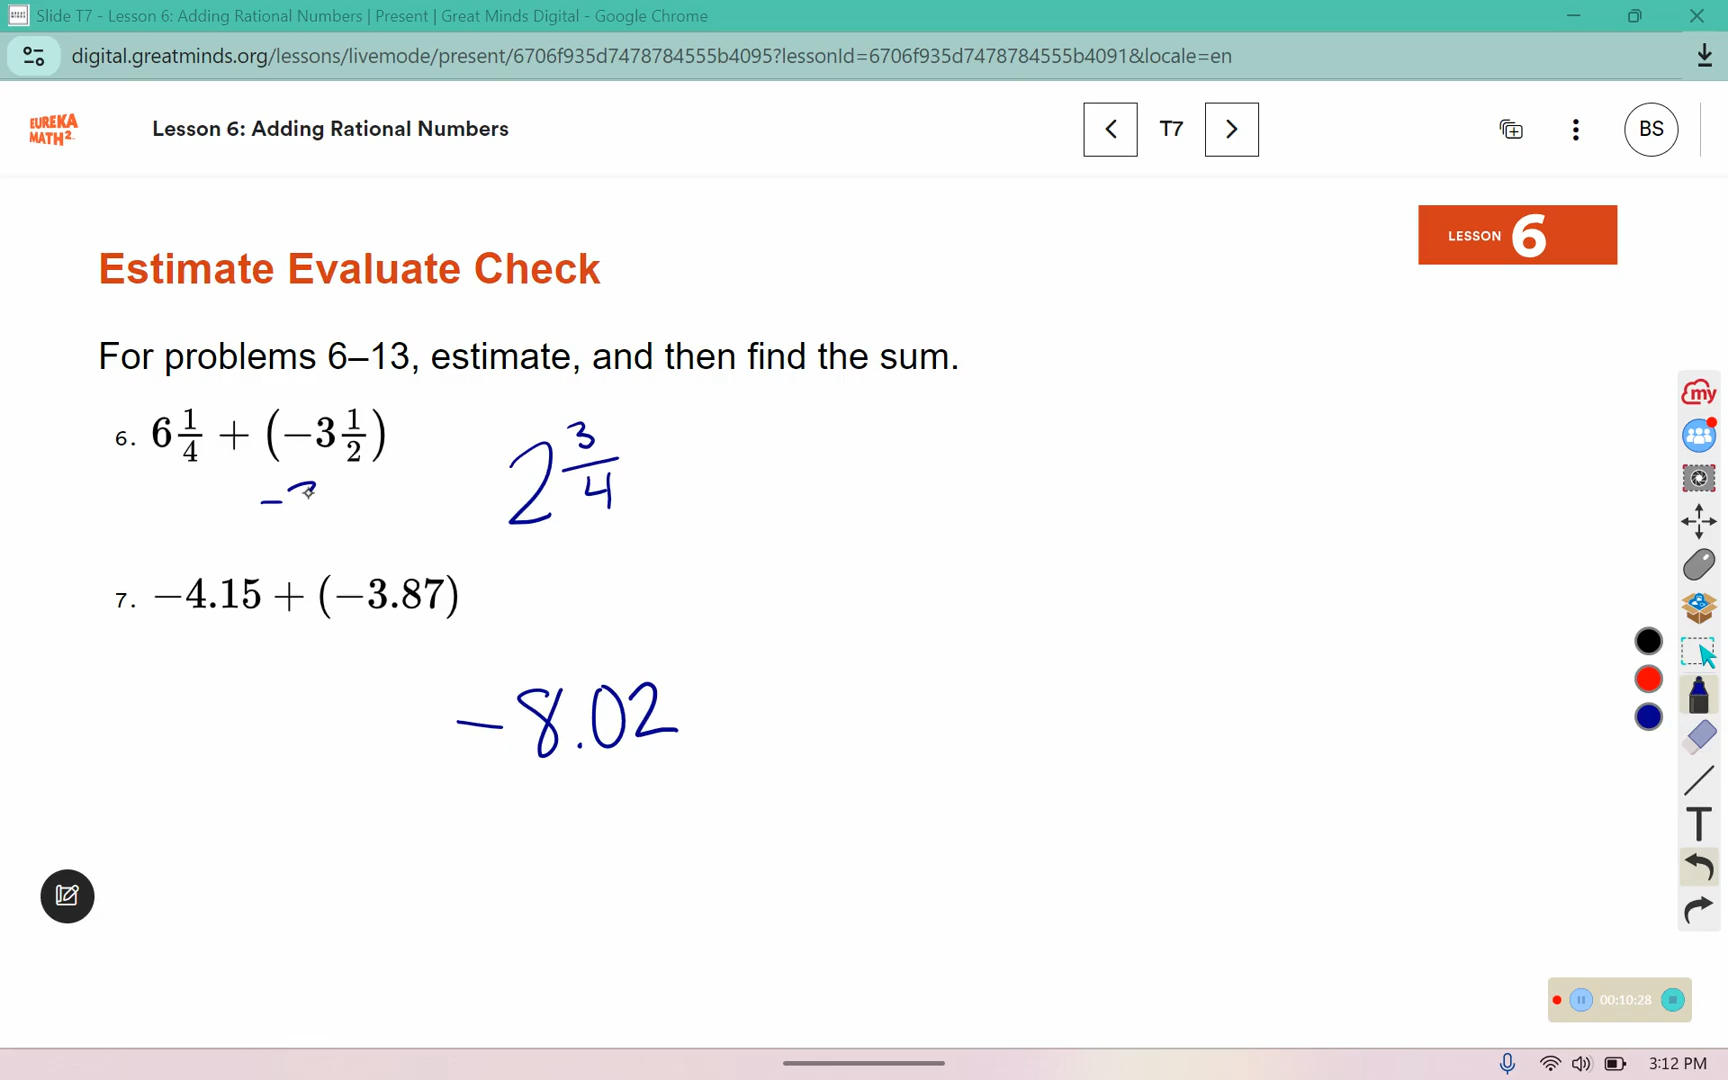 Slide T7 - Lesson 6: Adding Rational Numbers | Present | Great Minds Digital - Google Chrome
digital.greatminds.org/lessons/livemode/present/6706f935d7478784555b4095?lessonId=6706f935d7478784555b4091&locale=en
EUREKA MATH²
Lesson 6: Adding Rational Numbers
T7
BS
LESSON 6
Estimate Evaluate Check
For problems 6–13, estimate, and then find the sum.
6. 6 1/4 + (−3 1/2)
2 3/4
7. −4.15 + (−3.87)
−8.02
my
T
00:10:28
3:12 PM